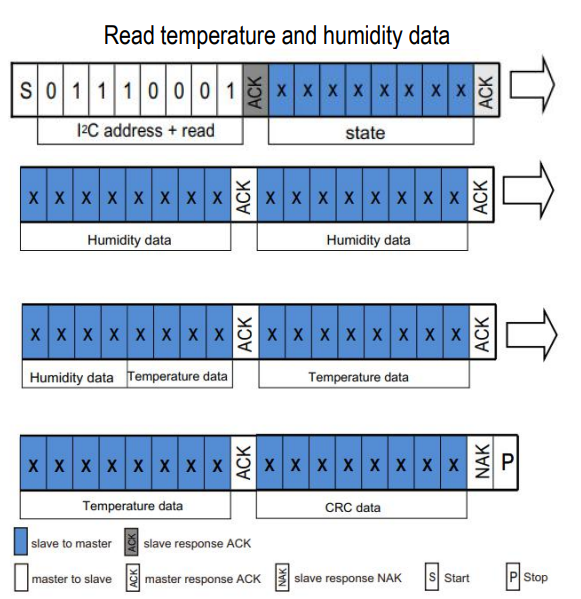 Read temperature and humidity data
S 0 1 1 1 0 0 0 1 ACK X X X X X X X X ACK
I²C address + read state
X X X X X X X X ACK X X X X X X X X ACK
Humidity data Humidity data
X X X X X X X X ACK X X X X X X X X ACK
Humidity data Temperature data Temperature data
X X X X X X X X ACK X X X X X X X X NAK P
Temperature data CRC data
slave to master ACK slave response ACK
master to slave ACK master response ACK NAK slave response NAK S Start P Stop